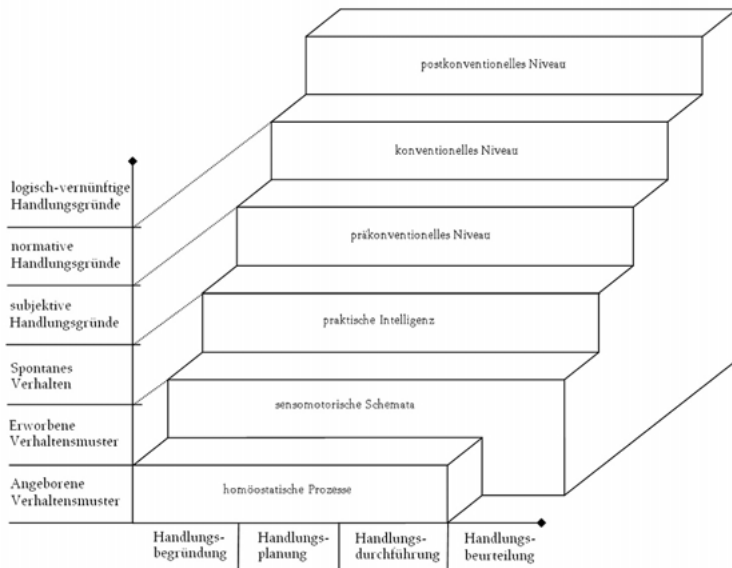 postkonventionelles Niveau
konventionelles Niveau
präkonventionelles Niveau
praktische Intelligenz
sensomotorische Schemata
homöostatische Prozesse
logisch-vernünftige
Handlungsgründe
normative
Handlungsgründe
subjektive
Handlungsgründe
Spontanes
Verhalten
Erworbene
Verhaltensmuster
Angeborene
Verhaltensmuster
Handlungs-
begründung
Handlungs-
planung
Handlungs-
durchführung
Handlungs-
beurteilung